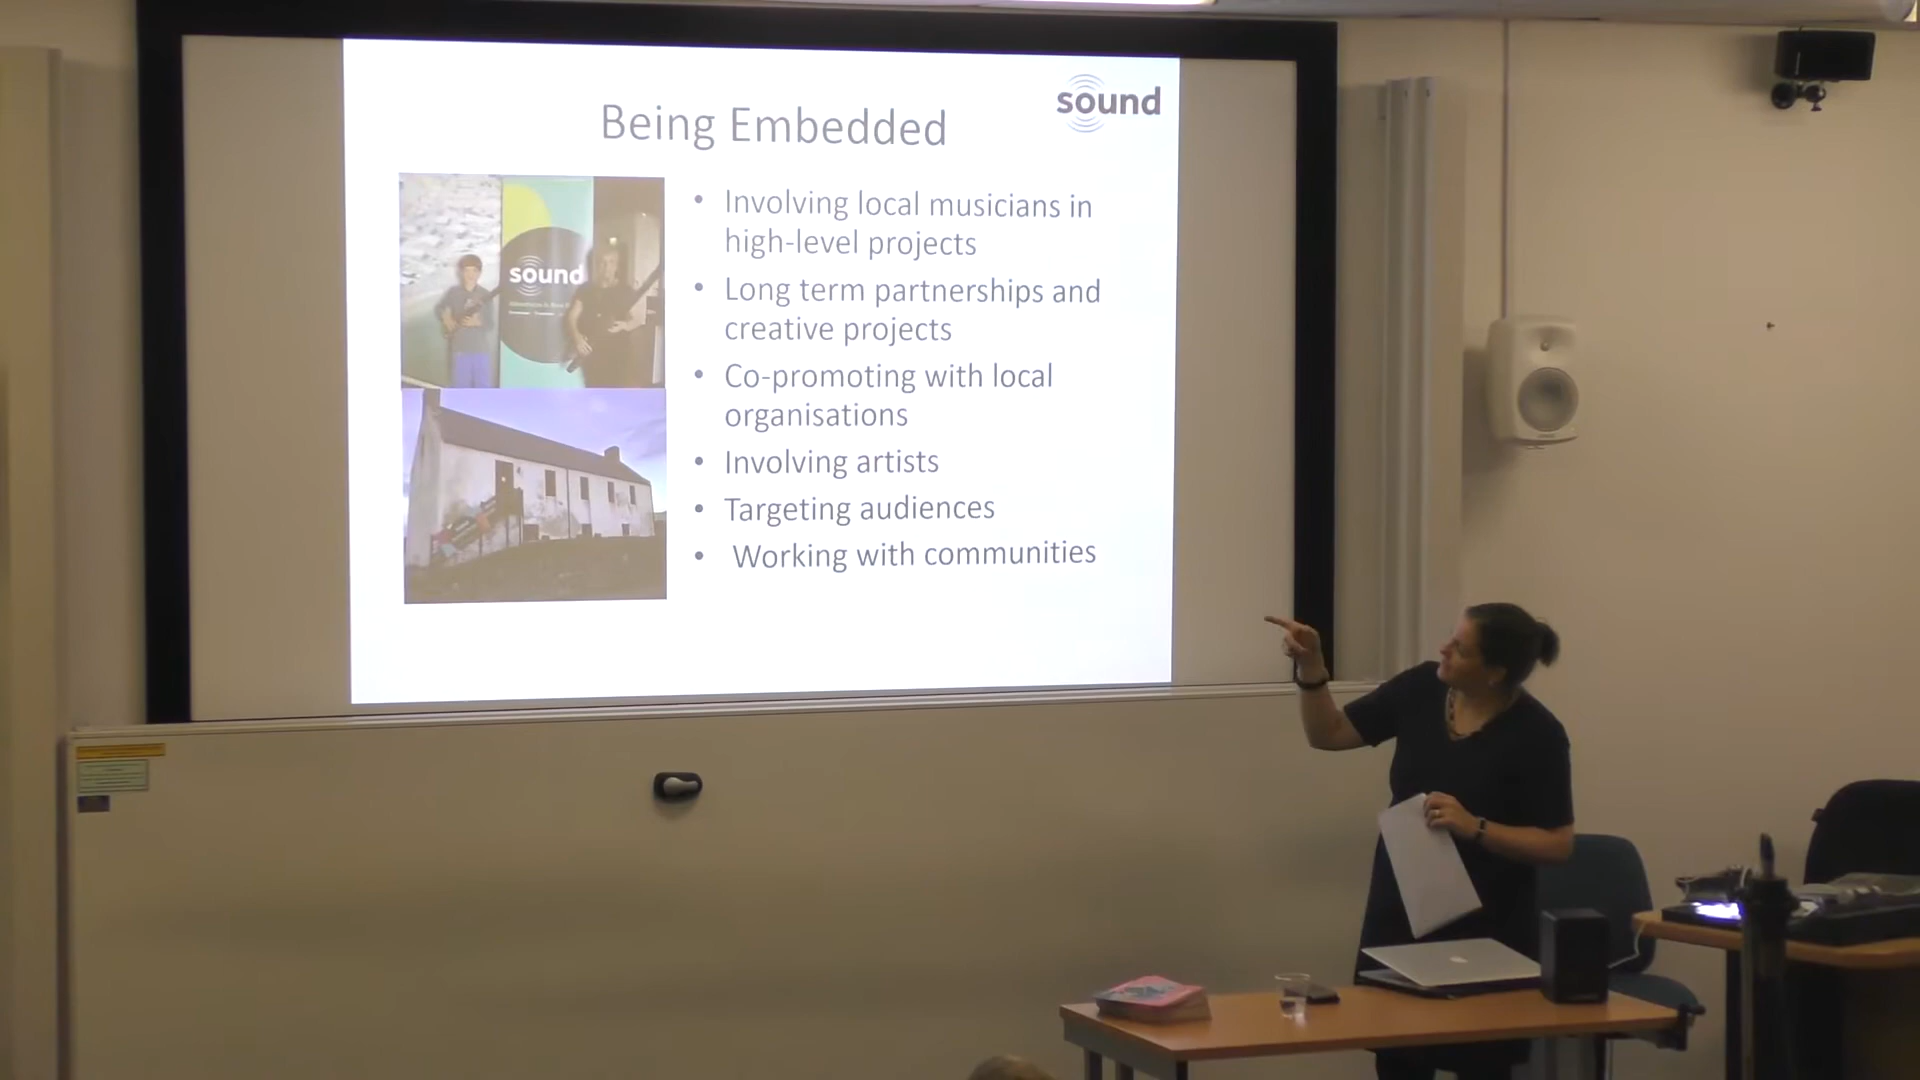 sound
Being Embedded
sound
• Involving local musicians in
high-level projects
• Long term partnerships and
creative projects
• Co-promoting with local
organisations
• Involving artists
• Targeting audiences
• Working with communities